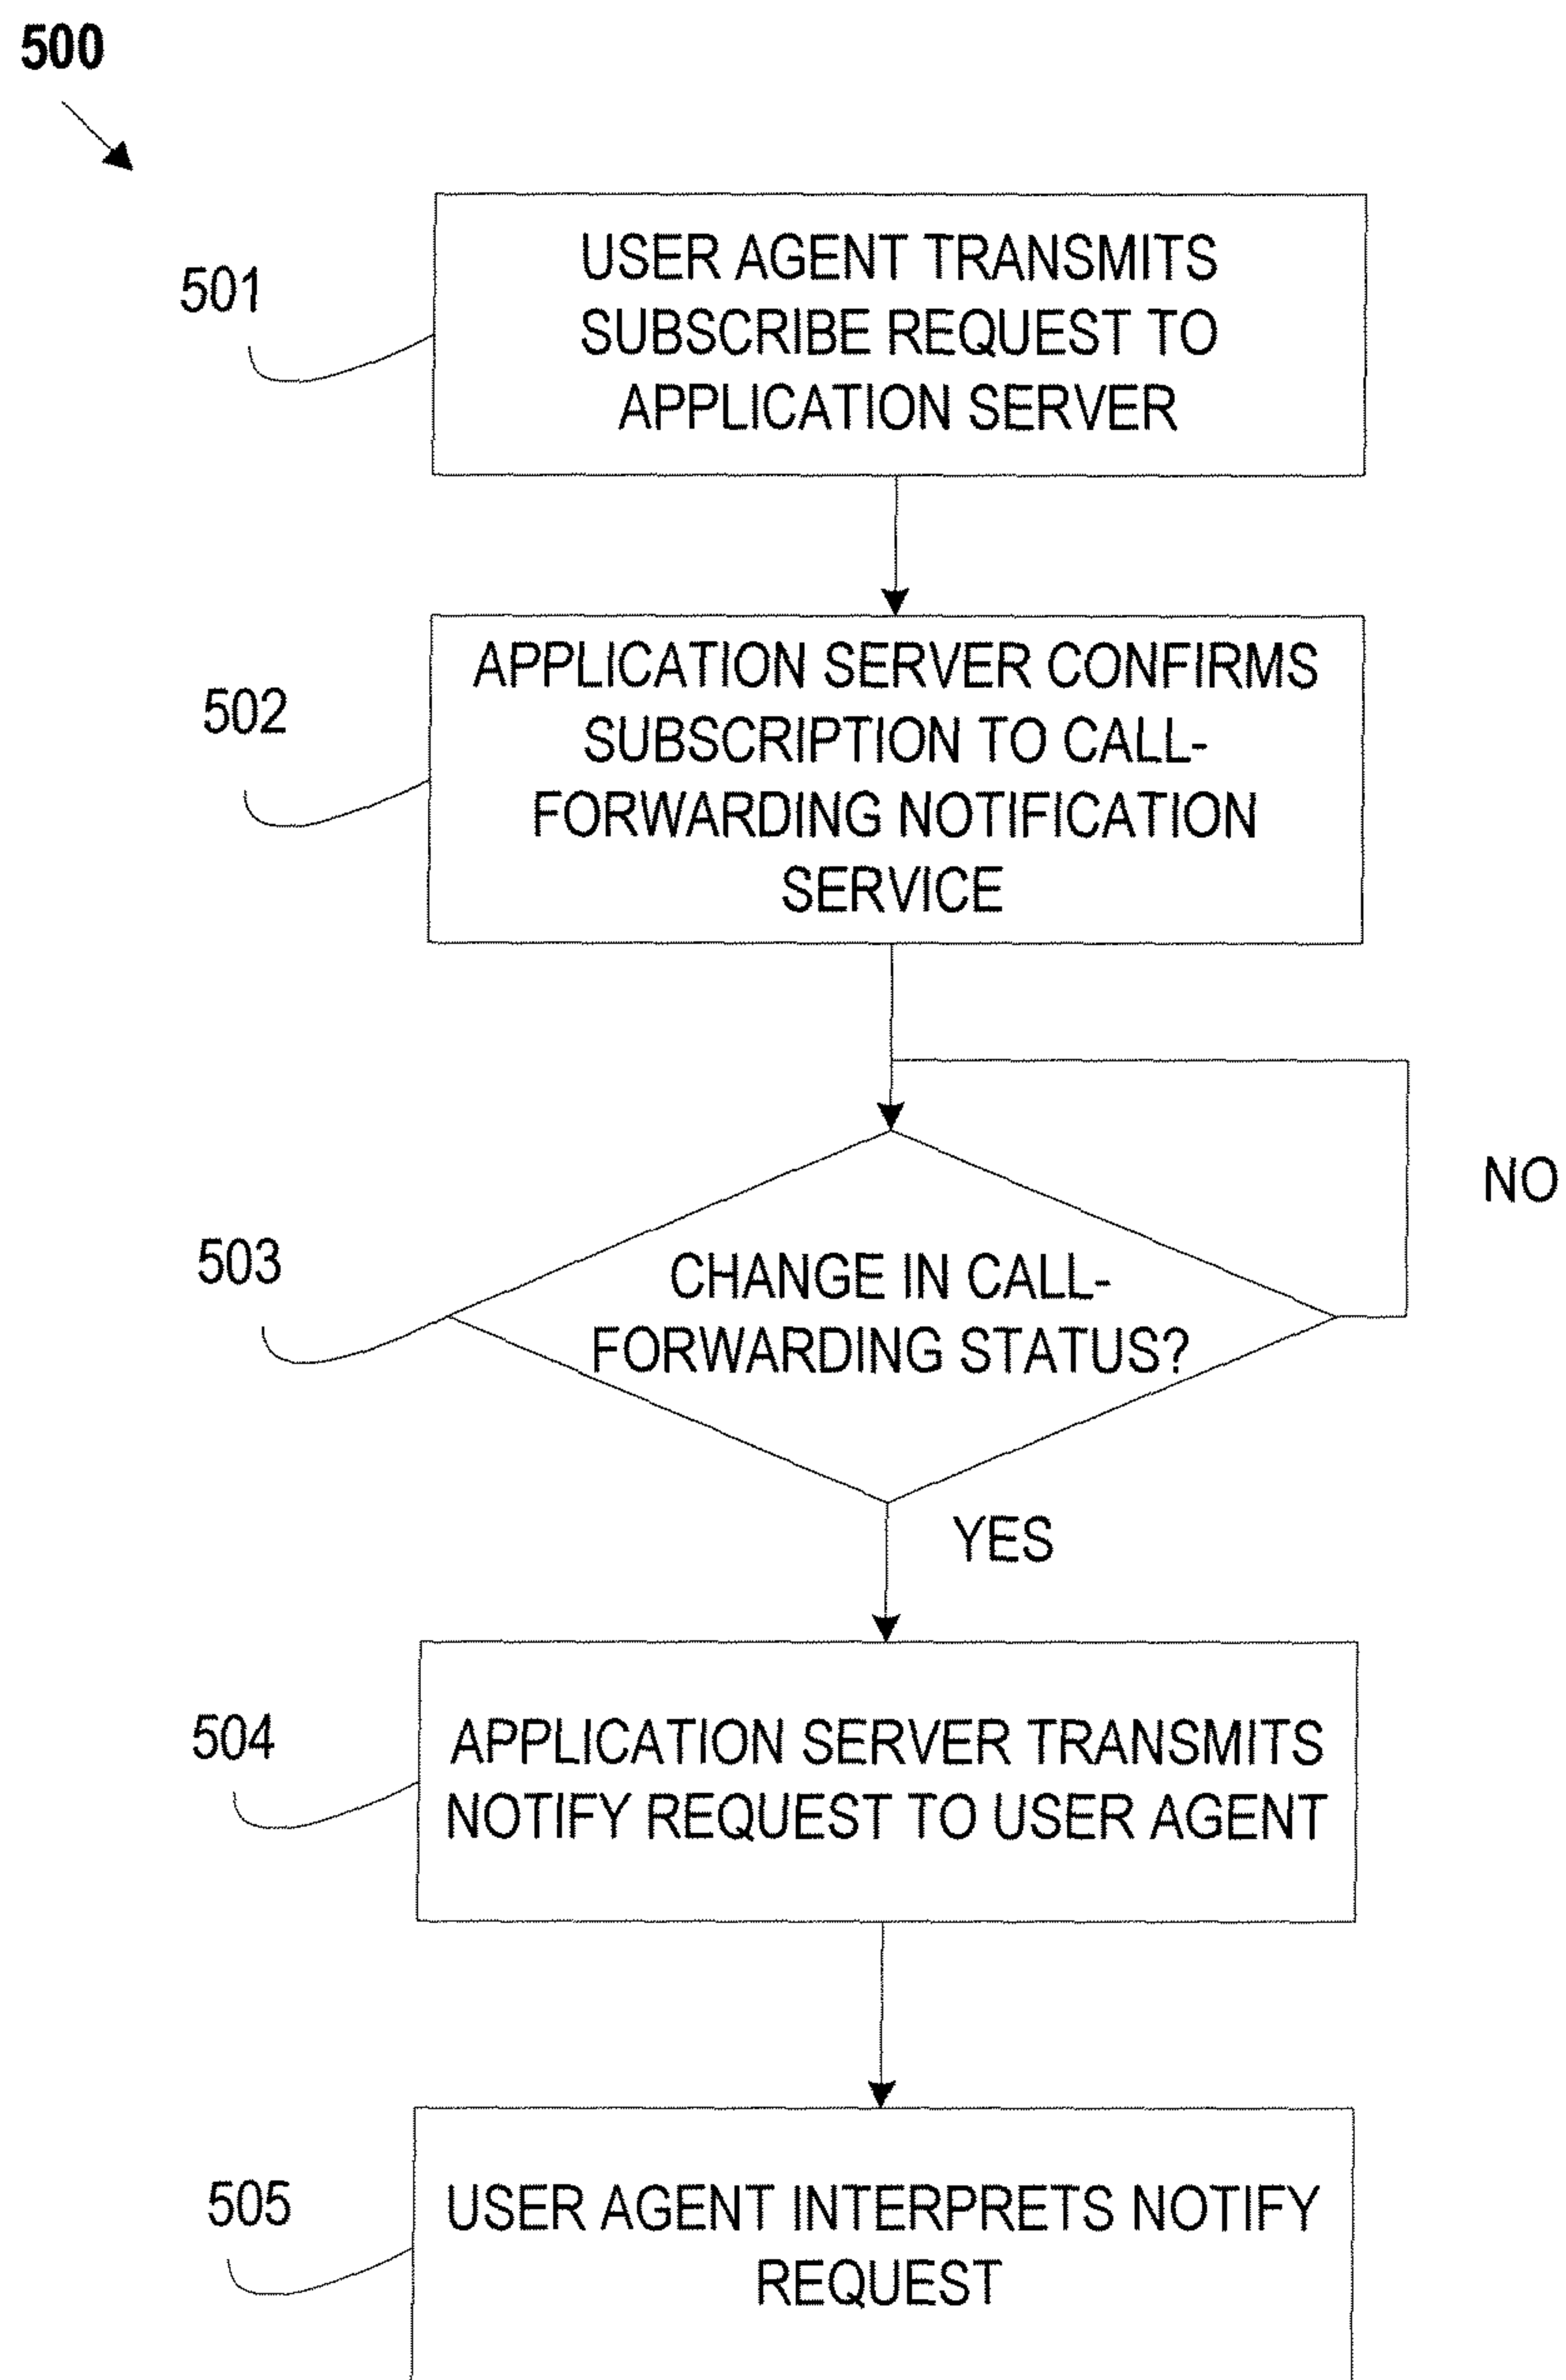 500
501
USER AGENT TRANSMITS
SUBSCRIBE REQUEST TO
APPLICATION SERVER
502
APPLICATION SERVER CONFIRMS
SUBSCRIPTION TO CALL-
FORWARDING NOTIFICATION
SERVICE
NO
503
CHANGE IN CALL-
FORWARDING STATUS?
YES
504
APPLICATION SERVER TRANSMITS
NOTIFY REQUEST TO USER AGENT
505
USER AGENT INTERPRETS NOTIFY
REQUEST